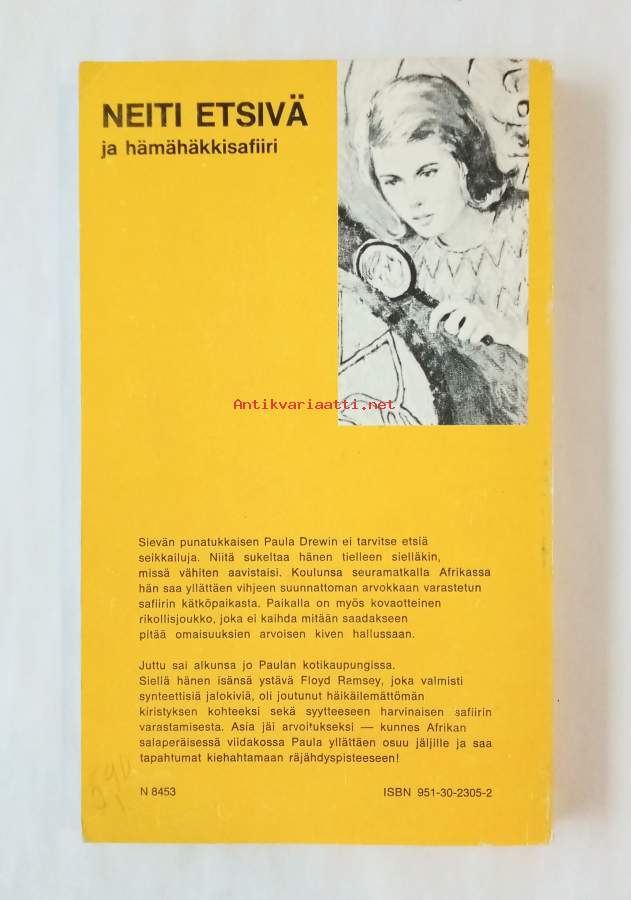 NEITI ETSIVÄ
ja hämähäkkisafiiri
Antikvariaatti.net
Sievän punatukkaisen Paula Drewin ei tarvitse etsiä
seikkailuja. Niitä sukeltaa hänen tielleen sielläkin,
missä vähiten aavistaisi. Koulunsa seuramatkalla Afrikassa
hän saa yllättäen vihjeen suunnattoman arvokkaan varastetun
safiirin kätköpaikasta. Paikalla on myös kovaotteinen
rikollisjoukko, joka ei kaihda mitään saadakseen
pitää omaisuuksien arvoisen kiven hallussaan.
Juttu sai alkunsa jo Paulan kotikaupungissa.
Siellä hänen isänsä ystävä Floyd Ramsey, joka valmisti
synteettisiä jalokiviä, oli joutunut häikäilemättömän
kiristyksen kohteeksi sekä syytteeseen harvinaisen safiirin
varastamisesta. Asia jäi arvoitukseksi — kunnes Afrikan
salaperäisessä viidakossa Paula yllättäen osuu jäljille ja saa
tapahtumat kiehahtamaan räjähdyspisteeseen!
N 8453
ISBN 951-30-2305-2